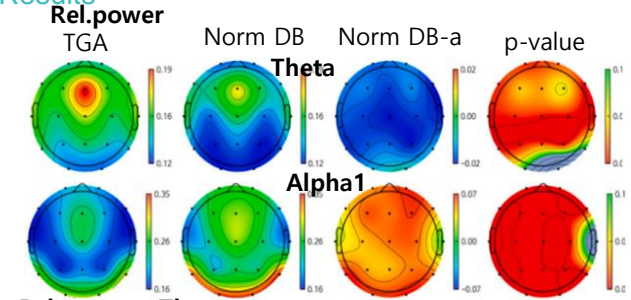 Results
Rel.power
TGA Norm DB Norm DB-a p-value
Theta
0.19 0.02 0.1
0.16 0.16 0.00
0.12 0.12 -0.02
Alpha1
0.35 0.07 0.1
0.26 0.26 0.00
0.16 0.16 -0.07